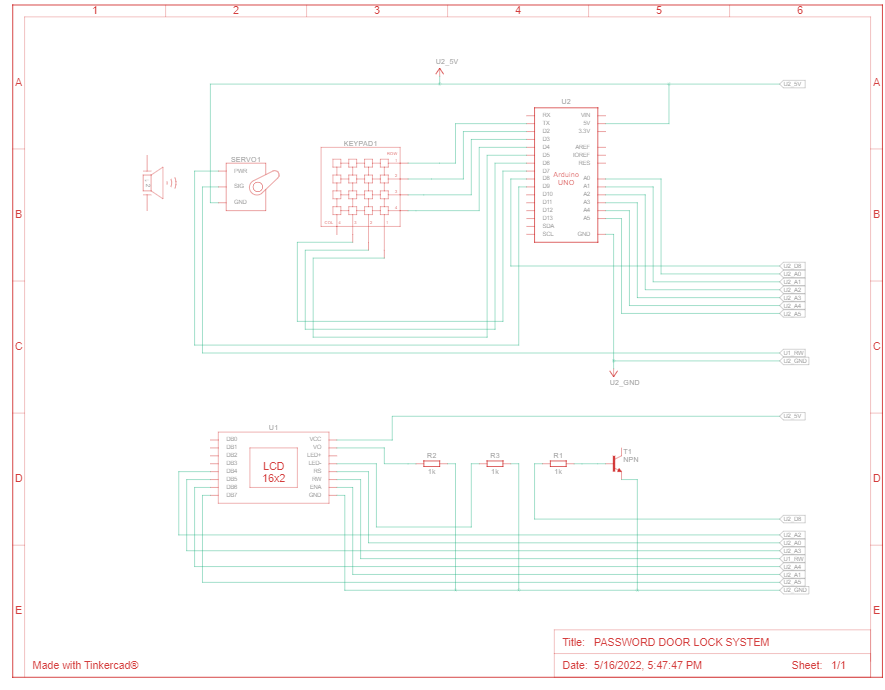 1 2 3 4 5 6
A A
B B
C C
D D
E E
U2_5V
U2_5V
U2
RX
TX
D2
D3
D4
D5
D6
D7
D8
D9
D10
D11
D12
D13
SDA
SCL
VIN
5V
3.3V
AREF
IOREF
RES
A0
A1
A2
A3
A4
A5
GND
Arduino
UNO
KEYPAD1
ROW
1
2
3
4
COL 4 3 2 1
SERVO1
PWR
SIG
GND
U2_D8
U2_A0
U2_A1
U2_A2
U2_A3
U2_A4
U2_A5
U1_RW
U2_GND
U2_GND
U1
DB0
DB1
DB2
DB3
DB4
DB5
DB6
DB7
VCC
VO
LED+
LED-
RS
RW
ENA
GND
LCD
16x2
R2
1k
R3
1k
R1
1k
T1
NPN
U2_5V
U2_D8
U2_A2
U2_A0
U2_A3
U1_RW
U2_A4
U2_A1
U2_A5
U2_GND
Title: PASSWORD DOOR LOCK SYSTEM
Date: 5/16/2022, 5:47:47 PM Sheet: 1/1
Made with Tinkercad®